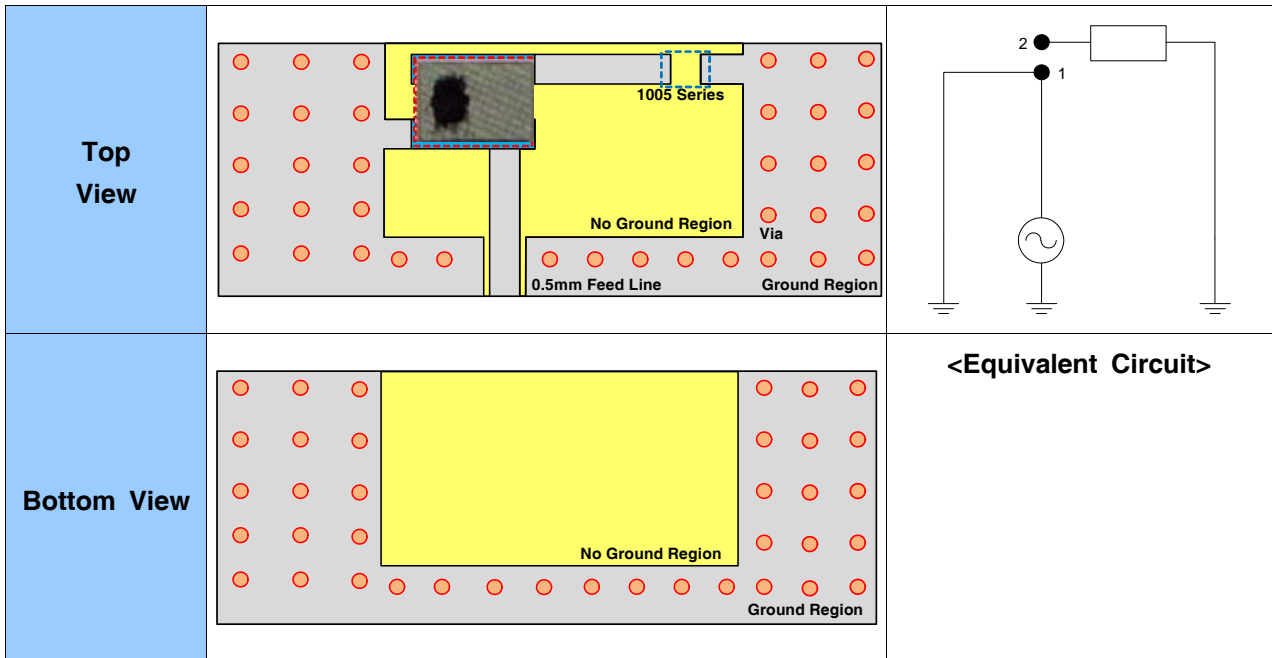 Top
View
1005 Series
No Ground Region
Via
0.5mm Feed Line
Ground Region
2
1
Bottom View
No Ground Region
Ground Region
<Equivalent Circuit>